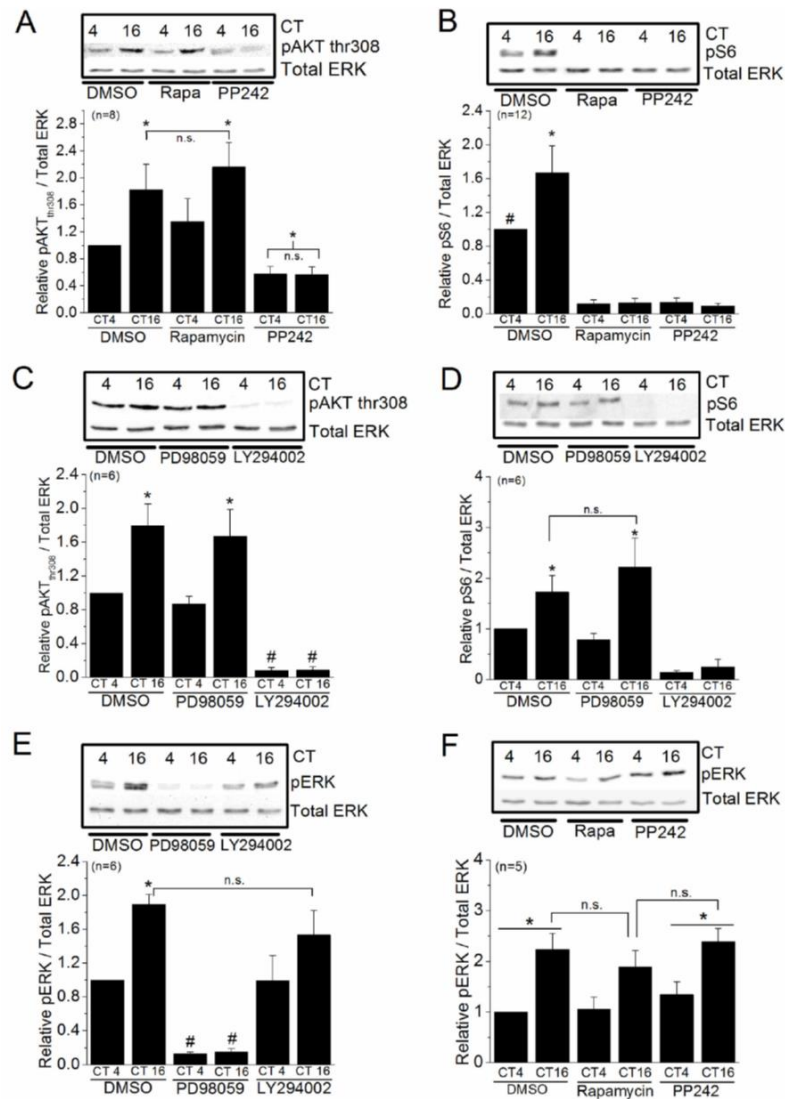 A
4 16 4 16 4 16 CT
pAKT thr308
Total ERK
DMSO Rapa PP242
(n=8)
Relative pAKT thr308 / Total ERK
2.8
2.4
2.0
1.6
1.2
0.8
0.4
0.0
* n.s. *
*
n.s.
CT4 CT16 CT4 CT16 CT4 CT16
DMSO Rapamycin PP242
B
4 16 4 16 4 16 CT
pS6
Total ERK
DMSO Rapa PP242
(n=12)
Relative pS6 / Total ERK
2.0
1.6
1.2
0.8
0.4
0.0
# *
CT4 CT16 CT4 CT16 CT4 CT16
DMSO Rapamycin PP242
C
4 16 4 16 4 16 CT
pAKT thr308
Total ERK
DMSO PD98059 LY294002
(n=6)
Relative pAKT thr308 / Total ERK
2.8
2.4
2.0
1.6
1.2
0.8
0.4
0.0
* *
# #
CT 4 CT 16 CT 4 CT 16 CT 4 CT 16
DMSO PD98059 LY294002
D
4 16 4 16 4 16 CT
pS6
Total ERK
DMSO PD98059 LY294002
(n=6)
Relative pS6 / Total ERK
5
4
3
2
1
0
n.s.
* *
CT4 CT16 CT4 CT16 CT4 CT16
DMSO PD98059 LY294002
E
4 16 4 16 4 16 CT
pERK
Total ERK
DMSO PD98059 LY294002
(n=6)
Relative pERK / Total ERK
2.4
2.0
1.6
1.2
0.8
0.4
0.0
* n.s.
# #
CT 4 CT 16 CT 4 CT 16 CT 4 CT 16
DMSO PD98059 LY294002
F
4 16 4 16 4 16 CT
pERK
Total ERK
DMSO Rapa PP242
(n=5)
Relative pERK / Total ERK
4
3
2
1
0
* n.s. n.s. *
CT4 CT16 CT4 CT16 CT4 CT16
DMSO Rapamycin PP242